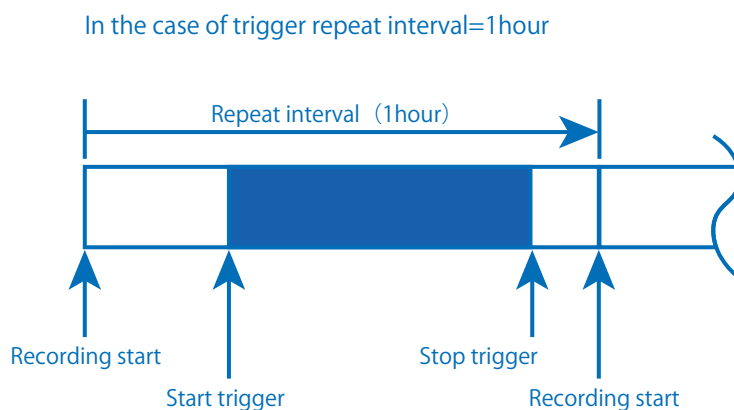 In the case of trigger repeat interval=1hour
Repeat interval（1hour）
Recording start
Stop trigger
Start trigger
Recording start